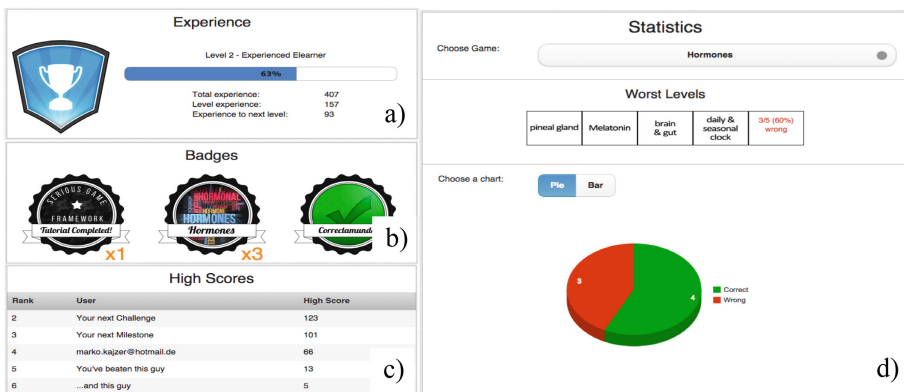 Experience
Level 2 - Experienced Elearner
63%
Total experience: 407
Level experience: 157
Experience to next level: 93
a)
Badges
SERIOUS GAME
FRAMEWORK
Tutorial Completed!
x1
HORMONAL
HORMONE
HORMONES
Hormones
x3
Correctamund
b)
High Scores
Rank User High Score
2 Your next Challenge 123
3 Your next Milestone 101
4 marko.kajzer@hotmail.de 66
5 You've beaten this guy 13
6 ...and this guy 5
c)
Statistics
Choose Game: Hormones
Worst Levels
pineal gland Melatonin brain & gut daily & seasonal clock 3/5 (60%) wrong
Choose a chart: Pie Bar
3
4
Correct
Wrong
d)